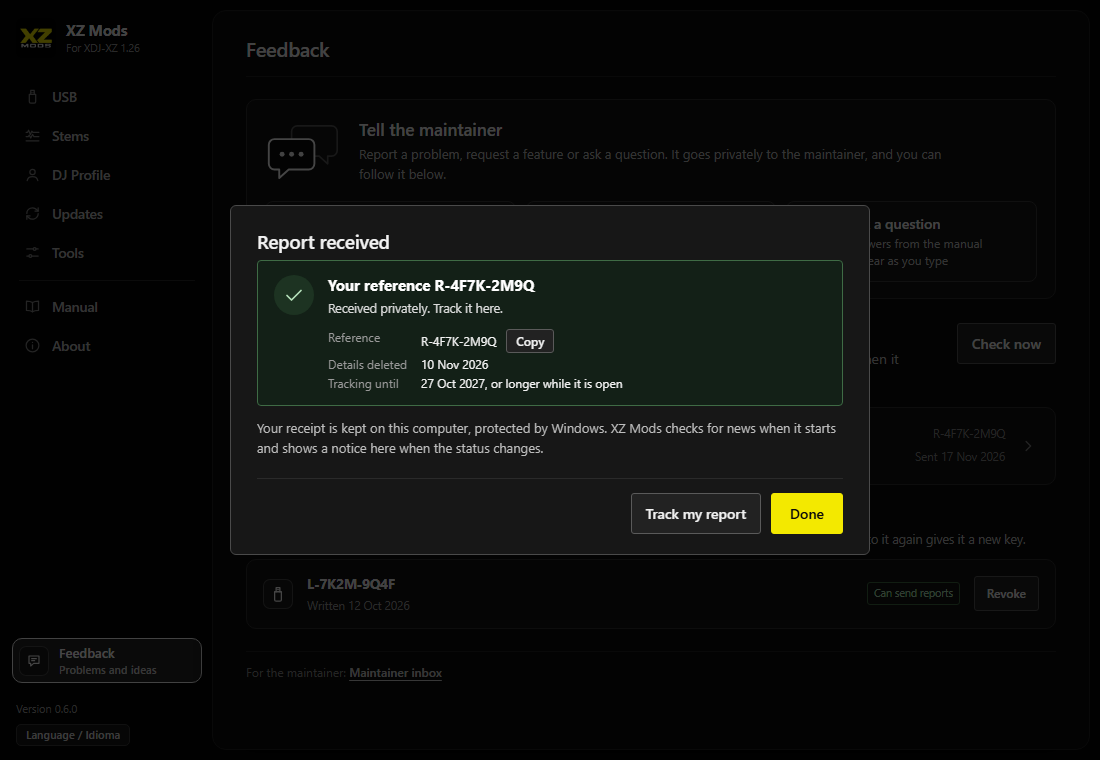 XZ MODS
XZ Mods
For XDJ-XZ 1.26
USB
Stems
DJ Profile
Updates
Tools
Manual
About
Feedback
Problems and ideas
Version 0.6.0
Language / Idioma
Feedback
Tell the maintainer
Report a problem, request a feature or ask a question. It goes privately to the maintainer, and you can
follow it below.
a question
wers from the manual
ear as you type
Check now
en it
R-4F7K-2M9Q
Sent 17 Nov 2026
Report received
Your reference R-4F7K-2M9Q
Received privately. Track it here.
Reference R-4F7K-2M9Q Copy
Details deleted 10 Nov 2026
Tracking until 27 Oct 2027, or longer while it is open
Your receipt is kept on this computer, protected by Windows. XZ Mods checks for news when it starts
and shows a notice here when the status changes.
Track my report Done
to it again gives it a new key.
L-7K2M-9Q4F
Written 12 Oct 2026
Can send reports
Revoke
For the maintainer: Maintainer inbox